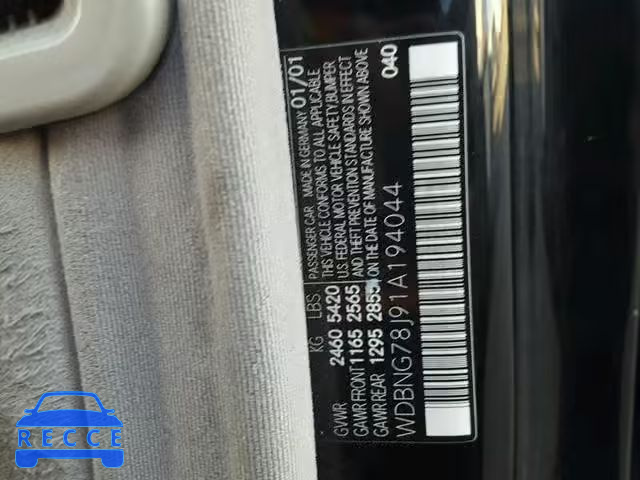 KG LBS PASSENGER CAR MADE IN GERMANY 01/01
GVWR 2460 5420 THIS VEHICLE CONFORMS TO ALL APPLICABLE
U.S. FEDERAL MOTOR VEHICLE SAFETY, BUMPER
GAWR FRONT 1165 2565 AND THEFT PREVENTION STANDARDS IN EFFECT
GAWR REAR 1295 2855 ON THE DATE OF MANUFACTURE SHOWN ABOVE
WDBNG78J91A194044 040
RECCE